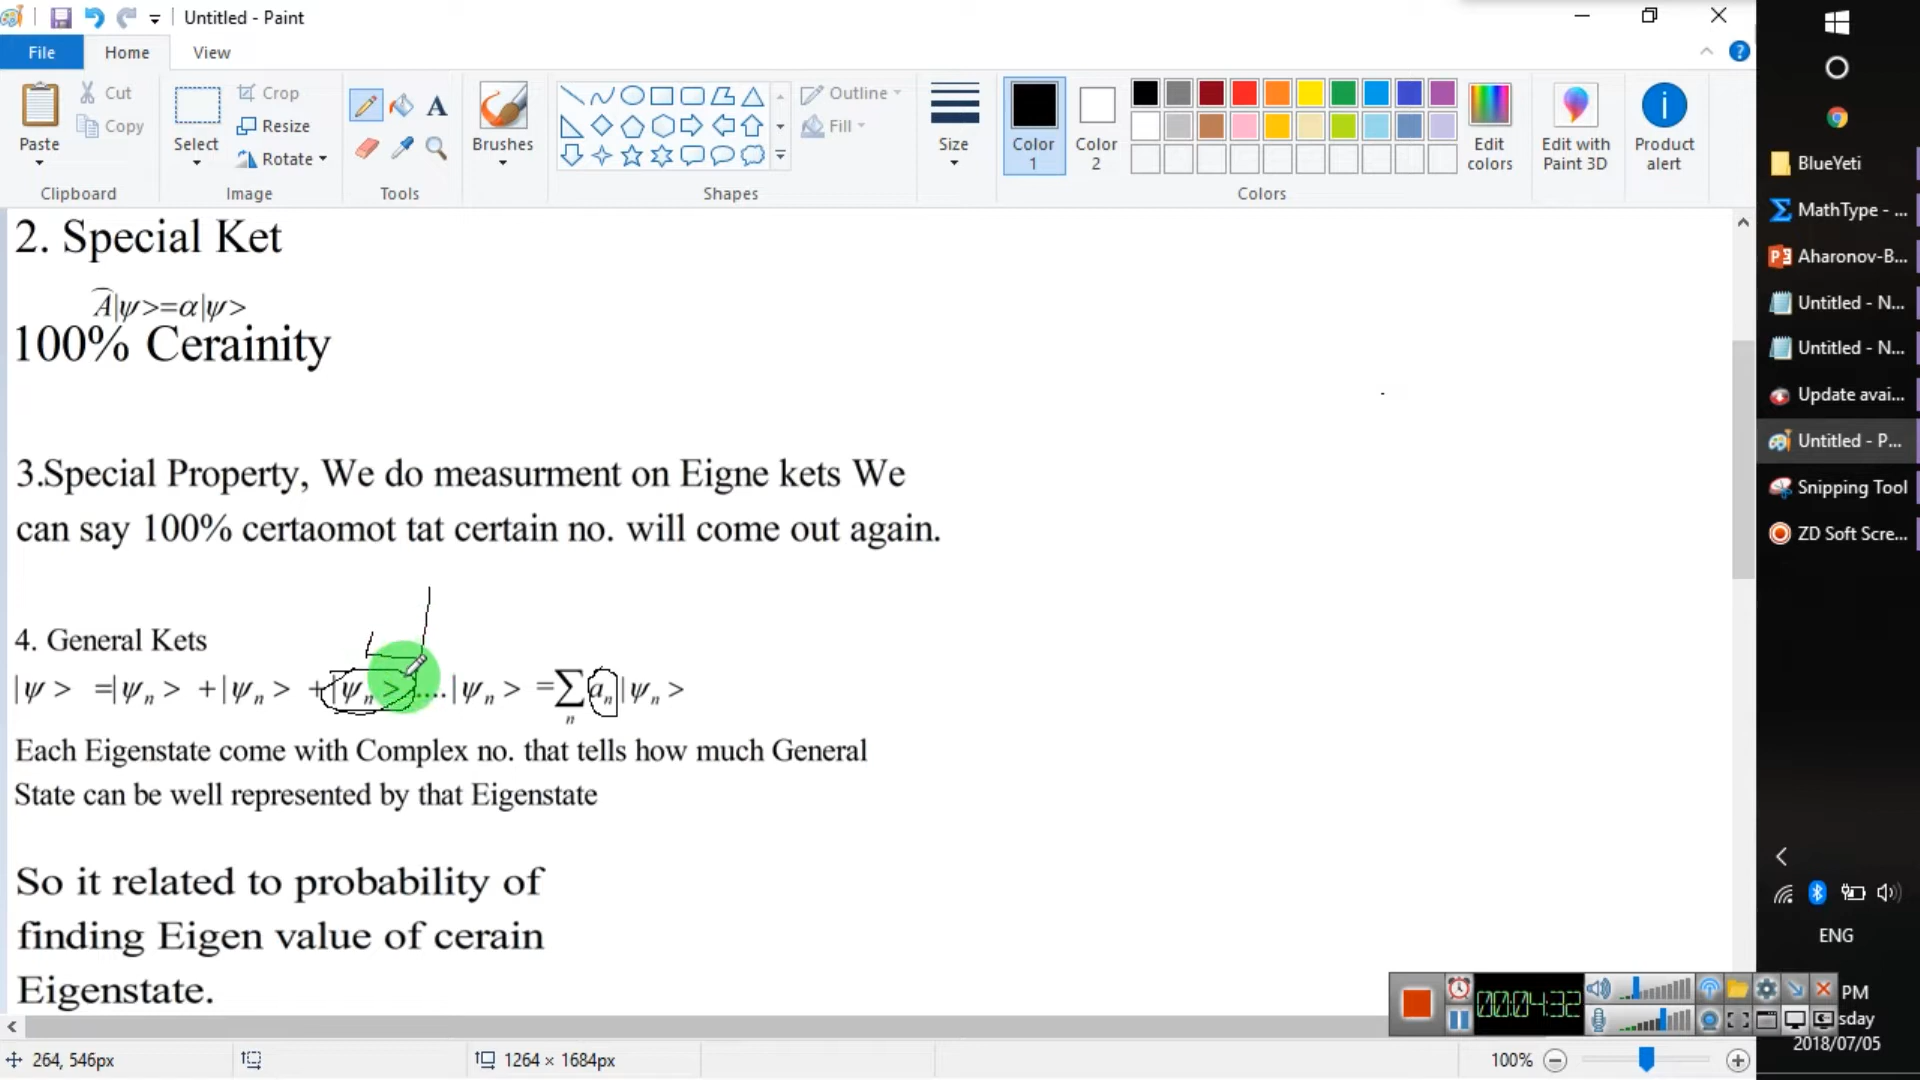 Untitled - Paint
File Home View
Paste
Cut
Copy
Clipboard
Select
Crop
Resize
Rotate
Image
A
Tools
Brushes
Outline
Fill
Shapes
Size
Color 1
Color 2
Edit colors
Colors
Edit with Paint 3D
Product alert
2. Special Ket
Â|ψ>=α|ψ>
100% Cerainity
3.Special Property, We do measurment on Eigne kets We
can say 100% certaomot tat certain no. will come out again.
4. General Kets
|ψ> =|ψₙ> +|ψₙ> +|ψₙ>....|ψₙ> =∑ₙ aₙ|ψₙ>
Each Eigenstate come with Complex no. that tells how much General
State can be well represented by that Eigenstate
So it related to probability of
finding Eigen value of cerain
Eigenstate.
264, 546px
1264 × 1684px
100%
BlueYeti
MathType - ...
Aharonov-B...
Untitled - N...
Untitled - N...
Update avai...
Untitled - P...
Snipping Tool
ZD Soft Scre...
ENG
00:04:32
PM
sday
2018/07/05